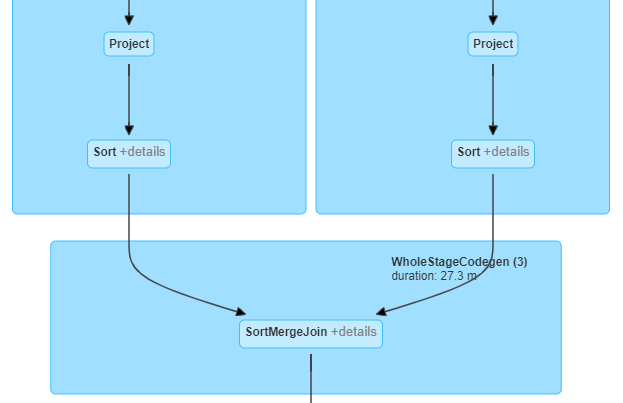 Project
Project
Sort +details
Sort +details
WholeStageCodegen (3)
duration: 27.3 m
SortMergeJoin +details